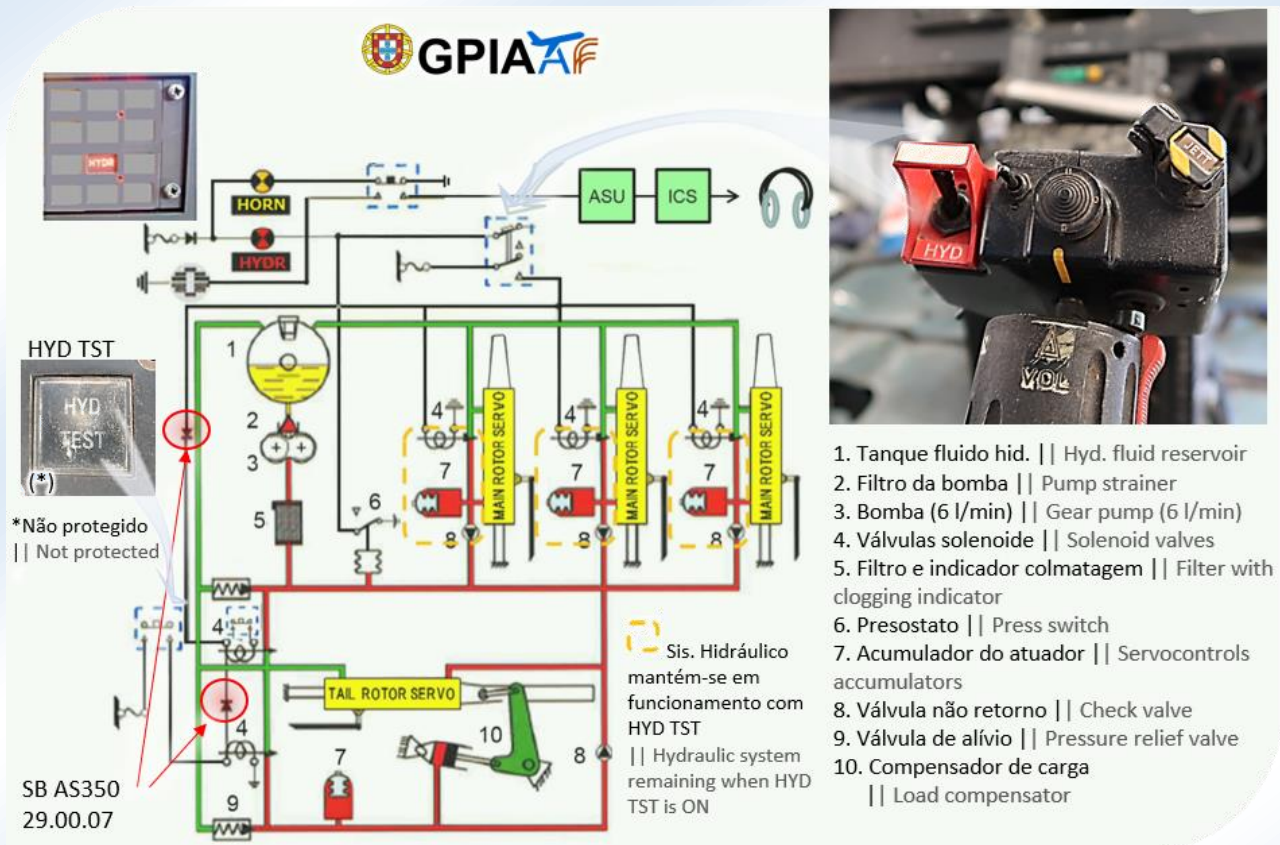 GPIAAF
HYDR
HORN
HYDR
ASU
ICS
HYD
JETT
VOL
HYD TST
HYD
TEST
(*)
*Não protegido
|| Not protected
1
2
3
5
6
4
7
8
MAIN ROTOR SERVO
4
7
8
MAIN ROTOR SERVO
4
7
8
MAIN ROTOR SERVO
4
4
TAIL ROTOR SERVO
10
7
8
9
SB AS350
29.00.07
Sis. Hidráulico
mantém-se em
funcionamento com
HYD TST
|| Hydraulic system
remaining when HYD
TST is ON
1. Tanque fluido hid. || Hyd. fluid reservoir
2. Filtro da bomba || Pump strainer
3. Bomba (6 l/min) || Gear pump (6 l/min)
4. Válvulas solenoide || Solenoid valves
5. Filtro e indicador colmatagem || Filter with
clogging indicator
6. Presostato || Press switch
7. Acumulador do atuador || Servocontrols
accumulators
8. Válvula não retorno || Check valve
9. Válvula de alívio || Pressure relief valve
10. Compensador de carga
|| Load compensator